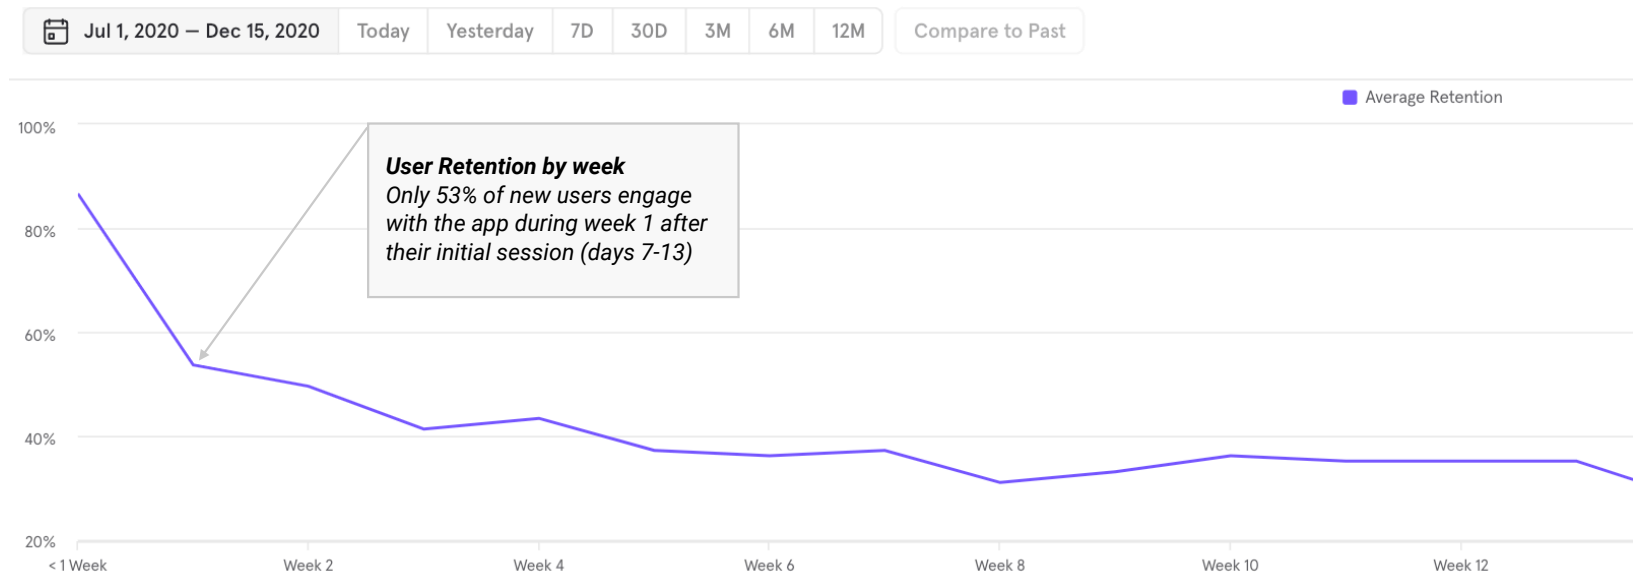 Jul 1, 2020 — Dec 15, 2020 Today Yesterday 7D 30D 3M 6M 12M Compare to Past
Average Retention
100%
User Retention by week
Only 53% of new users engage
with the app during week 1 after
their initial session (days 7-13)
80%
60%
40%
20%
< 1 Week Week 2 Week 4 Week 6 Week 8 Week 10 Week 12